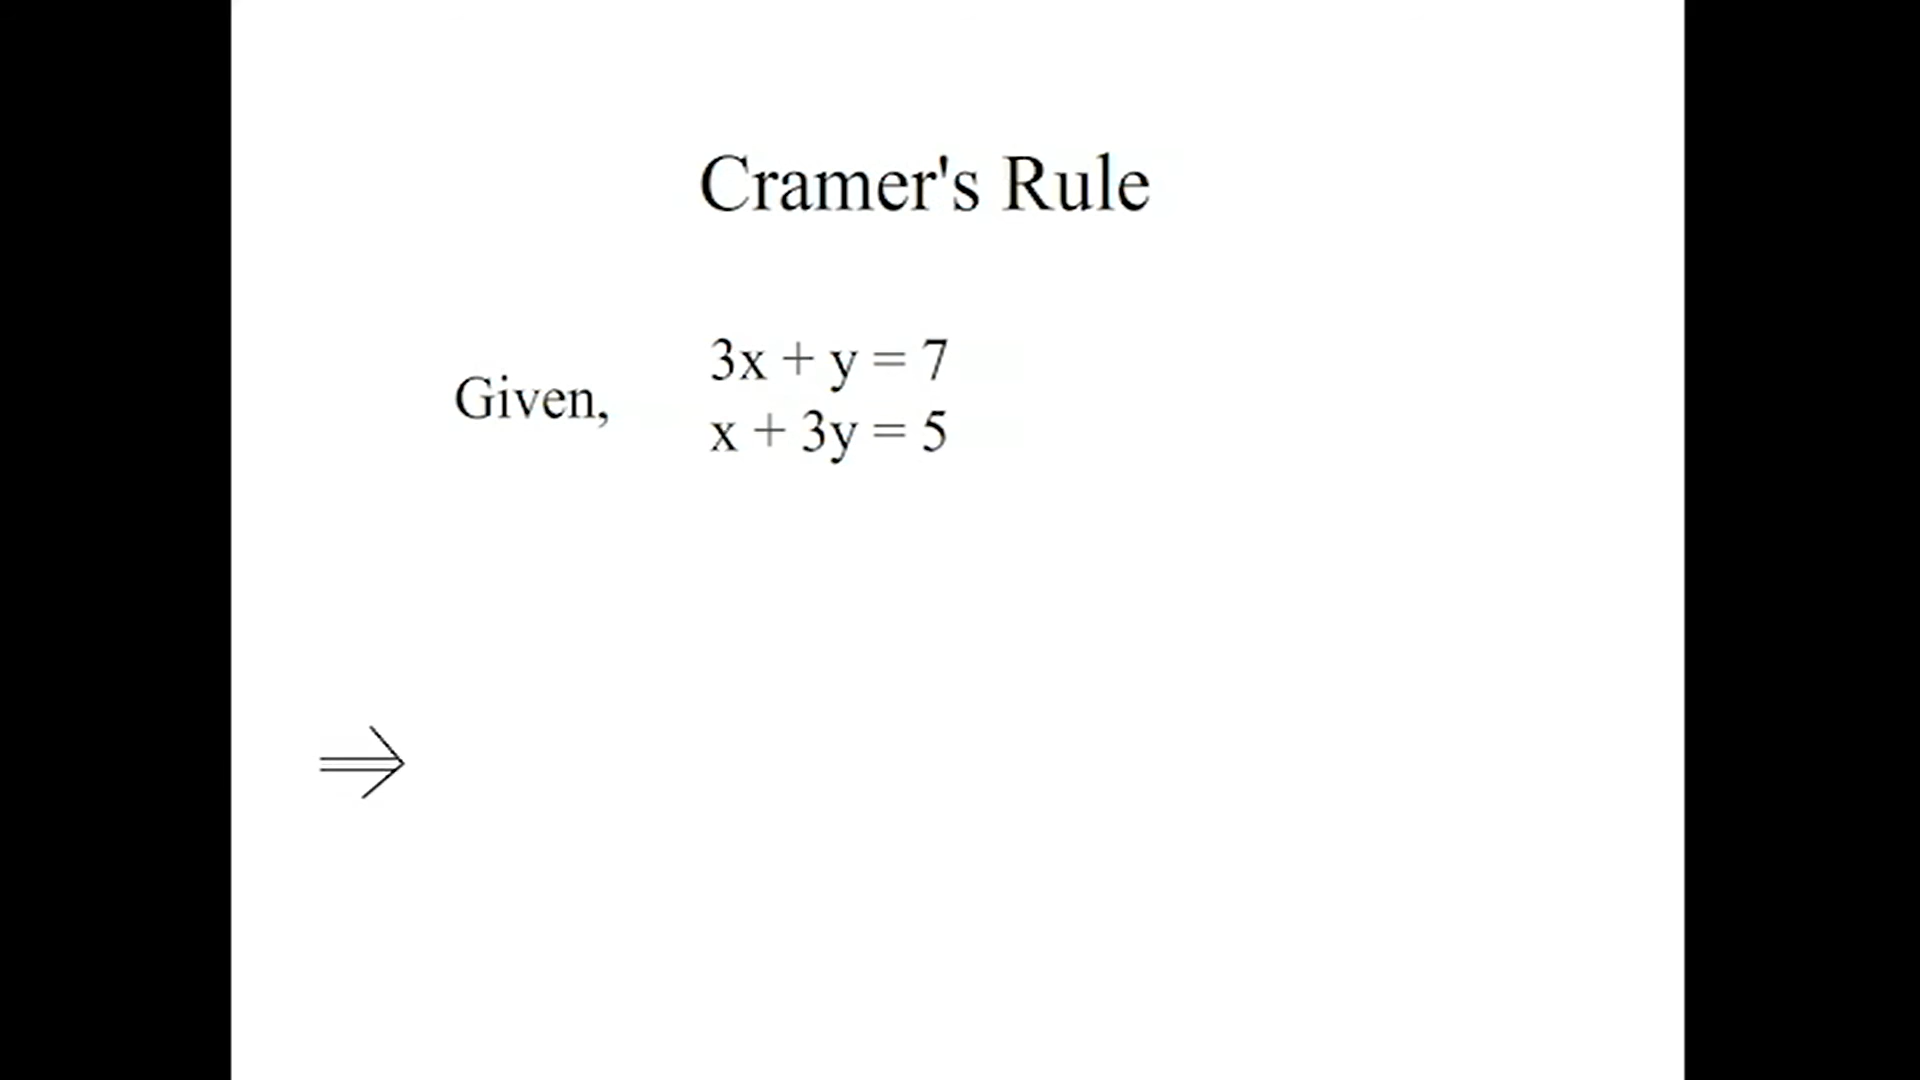 Cramer's Rule
Given,
3x + y = 7
x + 3y = 5
⇒